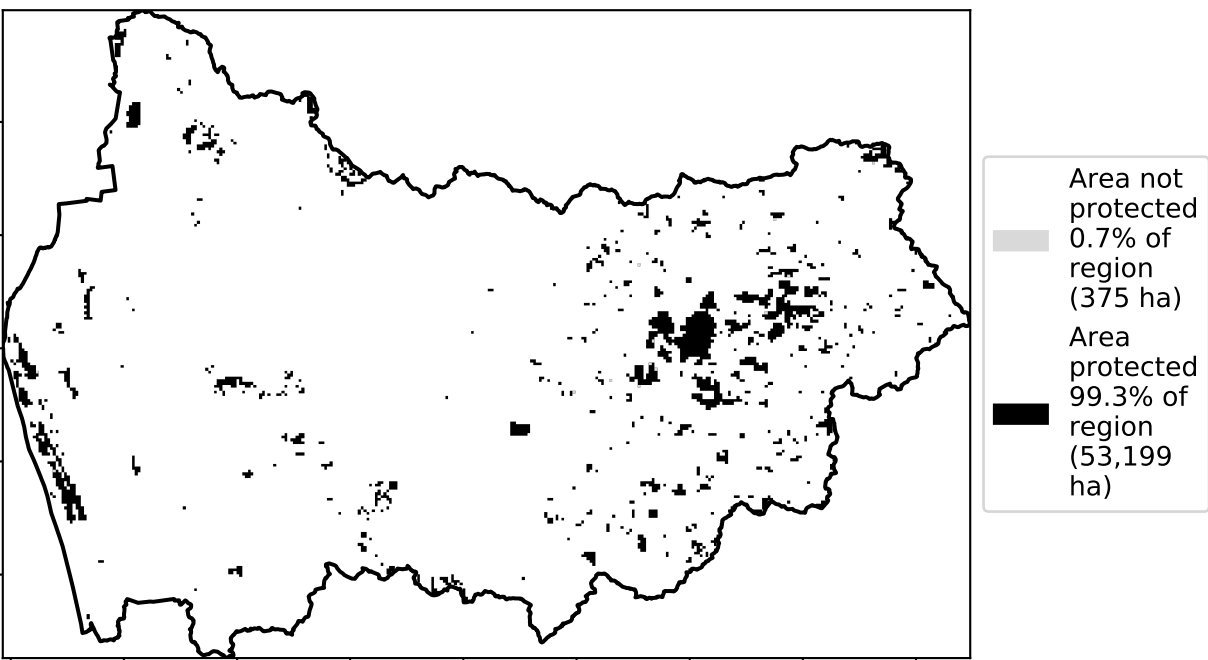 Area not
protected
0.7% of
region
(375 ha)
Area
protected
99.3% of
region
(53,199
ha)